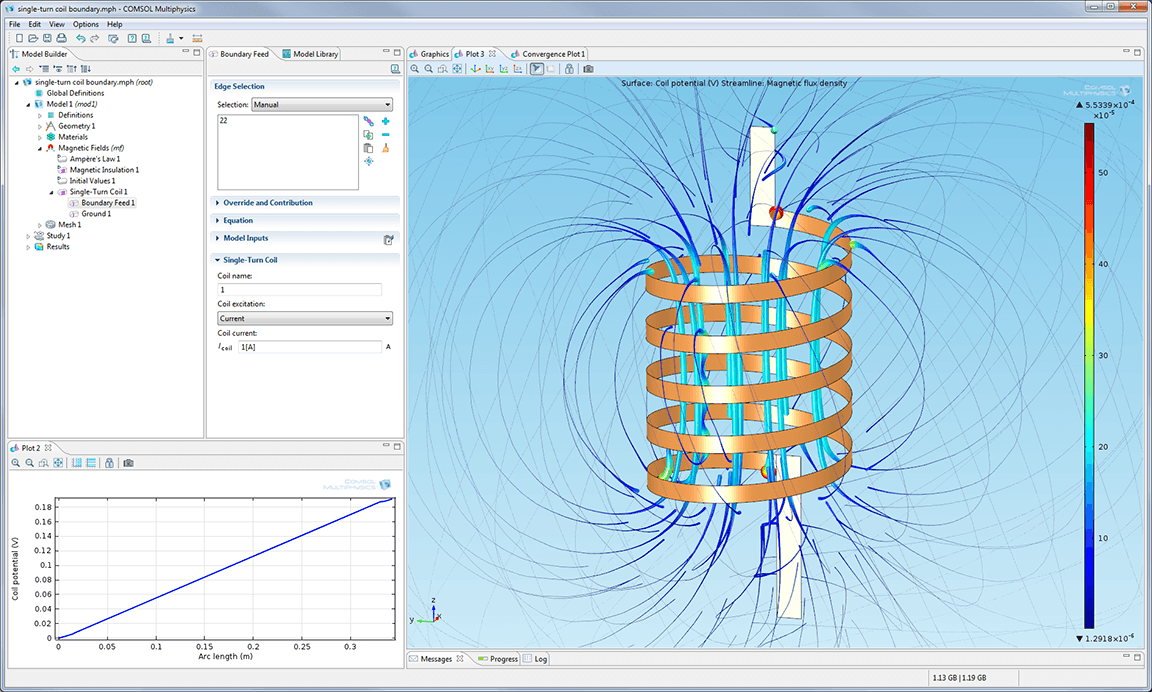 single-turn coil boundary.mph - COMSOL Multiphysics
File Edit View Options Help
Model Builder
single-turn coil boundary.mph (root)
Global Definitions
Model 1 (mod1)
Definitions
Geometry 1
Materials
Magnetic Fields (mf)
Ampère's Law 1
Magnetic Insulation 1
Initial Values 1
Single-Turn Coil 1
Boundary Feed 1
Ground 1
Mesh 1
Study 1
Results
Boundary Feed
Model Library
Edge Selection
Selection: Manual
22
Override and Contribution
Equation
Model Inputs
Single-Turn Coil
Coil name:
1
Coil excitation:
Current
Coil current:
Icoil 1[A] A
Graphics Plot 3 Convergence Plot 1
Surface: Coil potential (V) Streamline: Magnetic flux density
COMSOL
MULTIPHYSICS
▲ 5.5339×10⁻⁴
×10⁻⁵
50
40
30
20
10
▼ 1.2918×10⁻⁶
z
y x
Plot 2
COMSOL
MULTIPHYSICS
Coil potential (V)
0.18
0.16
0.14
0.12
0.1
0.08
0.06
0.04
0.02
0
0 0.05 0.1 0.15 0.2 0.25 0.3
Arc length (m)
Messages Progress Log
1.13 GB | 1.19 GB